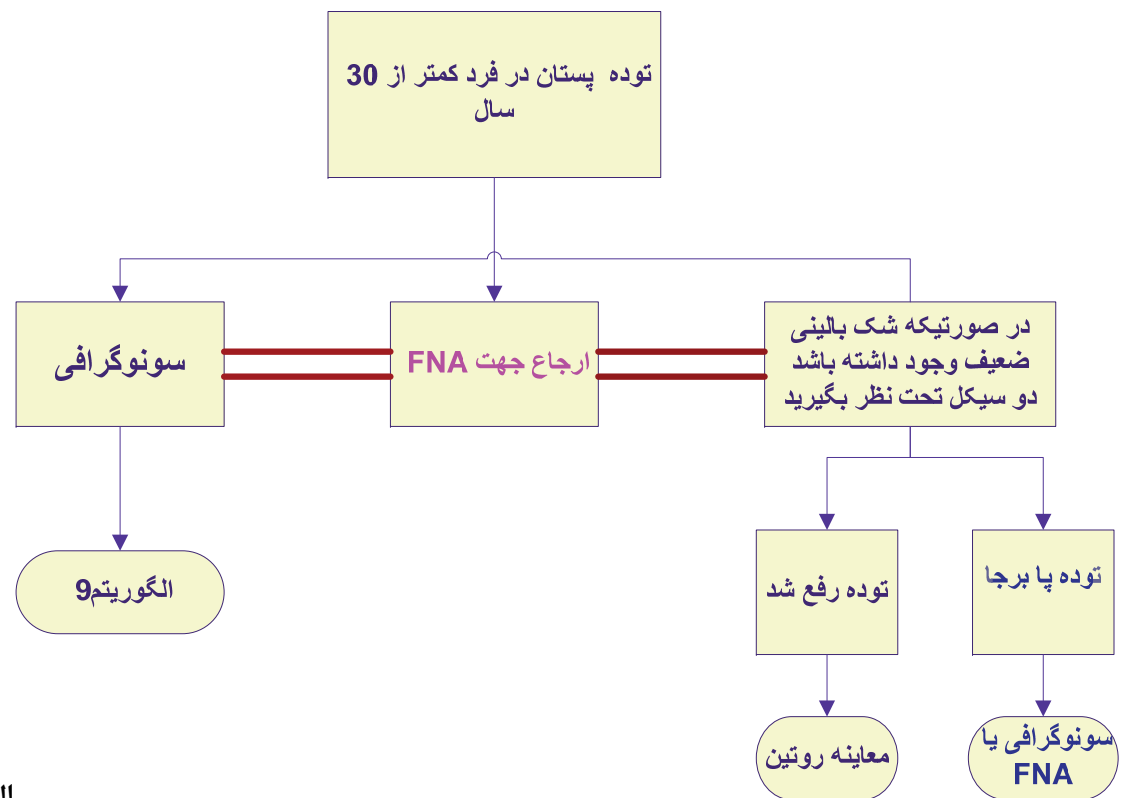 توده پستان در فرد کمتر از 30
سال
سونوگرافی
ارجاع جهت FNA
در صورتیکه شک بالینی
ضعیف وجود داشته باشد
دو سیکل تحت نظر بگیرید
الگوریتم9
توده رفع شد
توده پا برجا
معاینه روتین
سونوگرافی یا
FNA